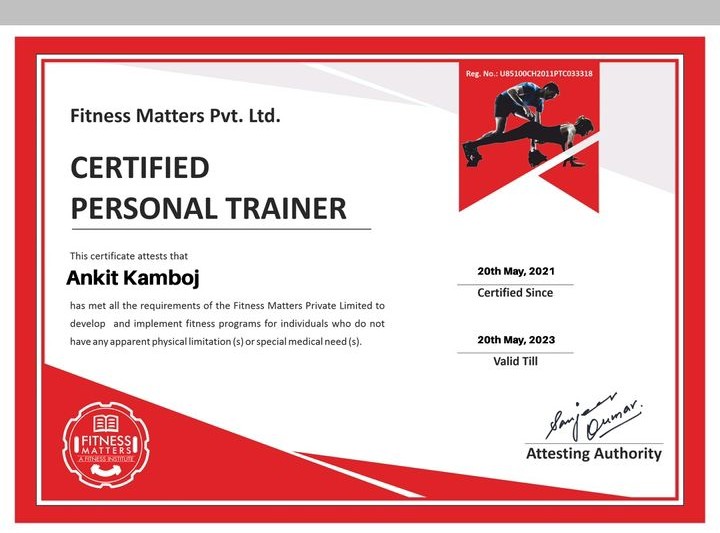 Reg. No.: U85100CH2011PTC033318
Fitness Matters Pvt. Ltd.
CERTIFIED
PERSONAL TRAINER
This certificate attests that
Ankit Kamboj
has met all the requirements of the Fitness Matters Private Limited to
develop and implement fitness programs for individuals who do not
have any apparent physical limitation (s) or special medical need (s).
20th May, 2021
Certified Since
20th May, 2023
Valid Till
Sanjeev
Kumar.
Attesting Authority
FITNESS
MATTERS
A FITNESS INSTITUTE